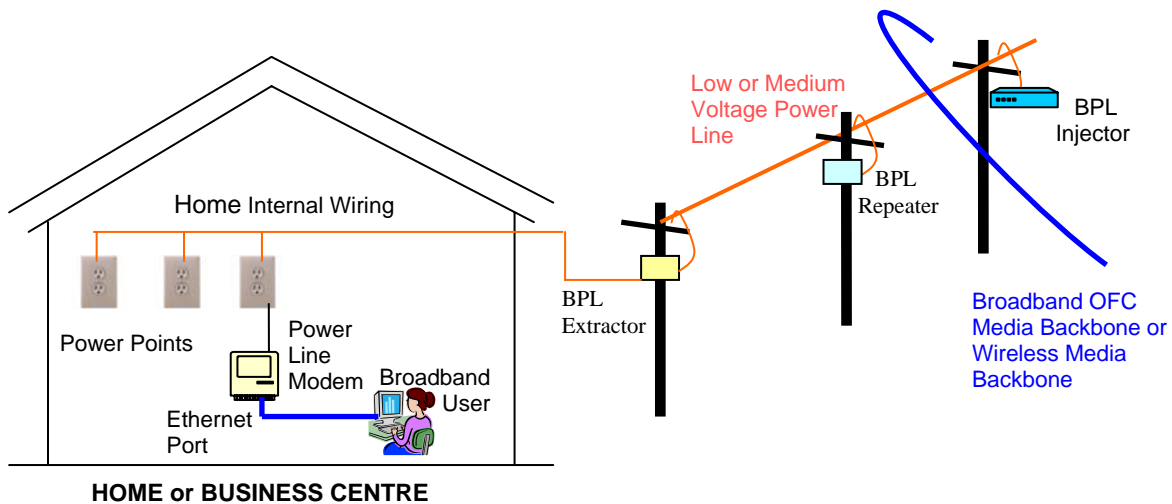 Low or Medium
Voltage Power
Line
BPL
Injector
BPL
Repeater
Home Internal Wiring
BPL
Extractor
Broadband OFC
Media Backbone or
Wireless Media
Backbone
Power Points
Power
Line
Modem
Broadband
User
Ethernet
Port
HOME or BUSINESS CENTRE